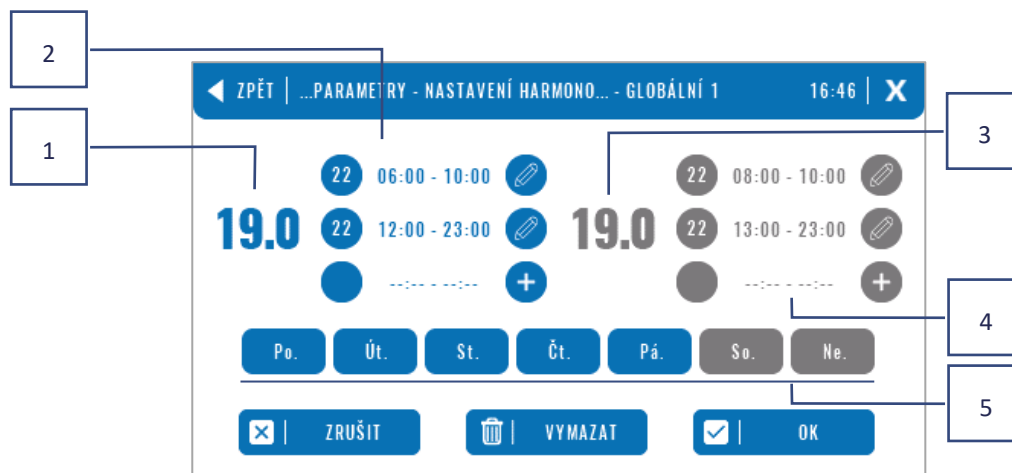 2
ZPĚT | ...PARAMETRY - NASTAVENÍ HARMONO... - GLOBÁLNÍ 1 16:46 | X
1
3
22 06:00 - 10:00 22 08:00 - 10:00
19.0 22 12:00 - 23:00 19.0 22 13:00 - 23:00
--:-- - --:-- + --:-- - --:-- +
4
Po. Út. St. Čt. Pá. So. Ne.
5
ZRUŠIT VYMAZAT OK